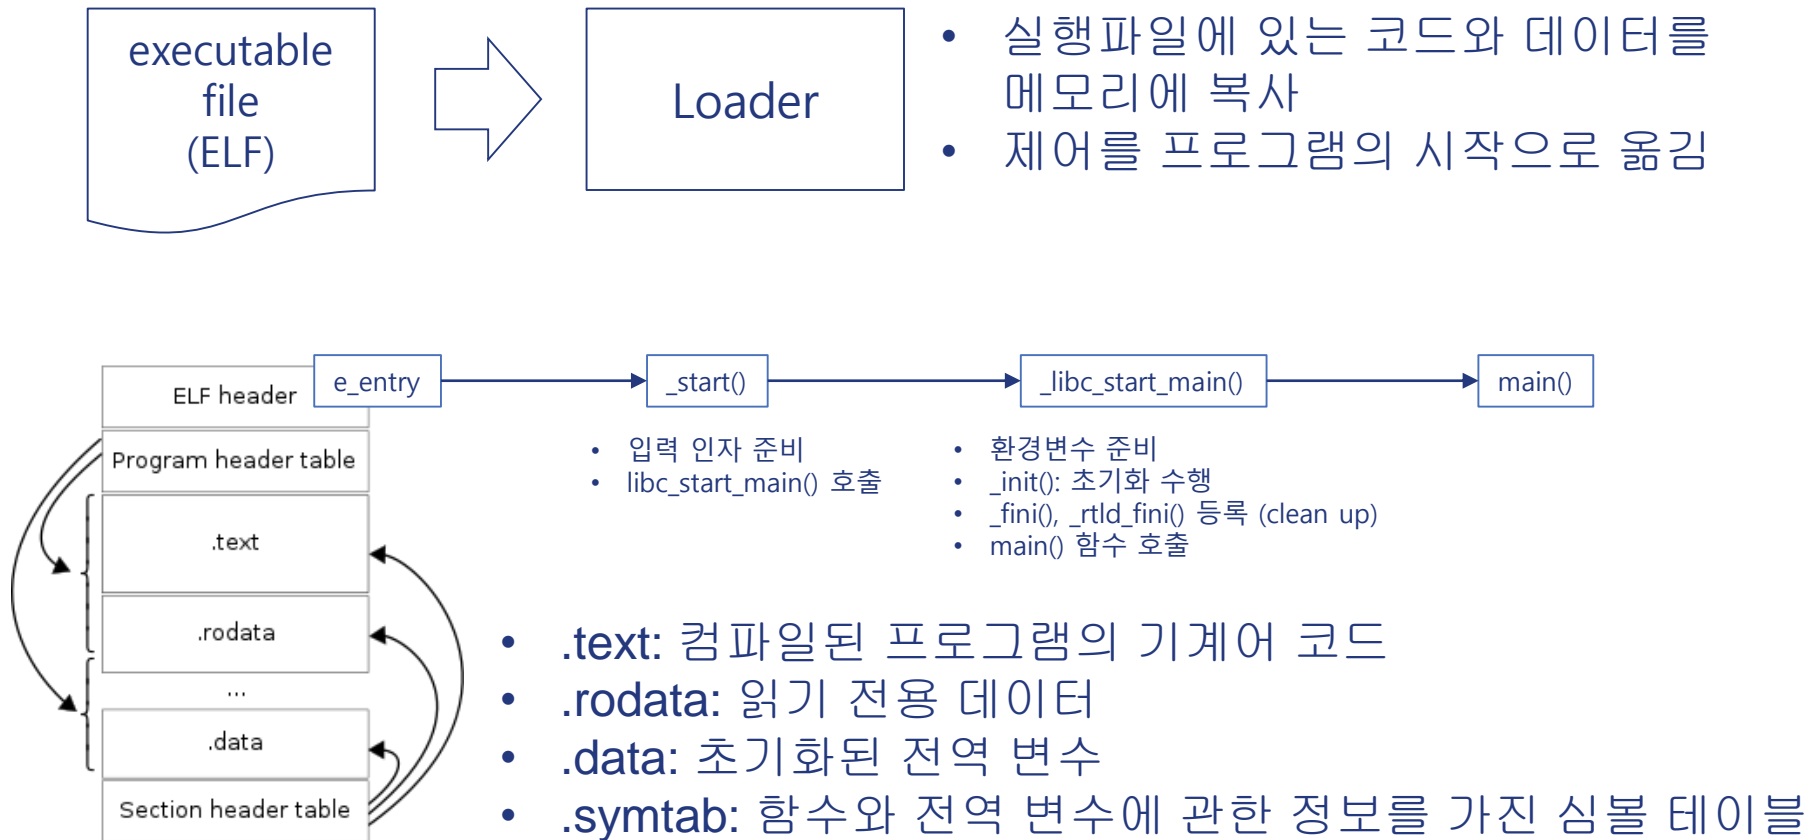 executable
file
(ELF)
Loader
• 실행파일에 있는 코드와 데이터를
메모리에 복사
• 제어를 프로그램의 시작으로 옮김
ELF header
e_entry
_start()
_libc_start_main()
main()
• 입력 인자 준비
• libc_start_main() 호출
• 환경변수 준비
• _init(): 초기화 수행
• _fini(), _rtld_fini() 등록 (clean up)
• main() 함수 호출
Program header table
.text
.rodata
...
.data
Section header table
• .text: 컴파일된 프로그램의 기계어 코드
• .rodata: 읽기 전용 데이터
• .data: 초기화된 전역 변수
• .symtab: 함수와 전역 변수에 관한 정보를 가진 심볼 테이블